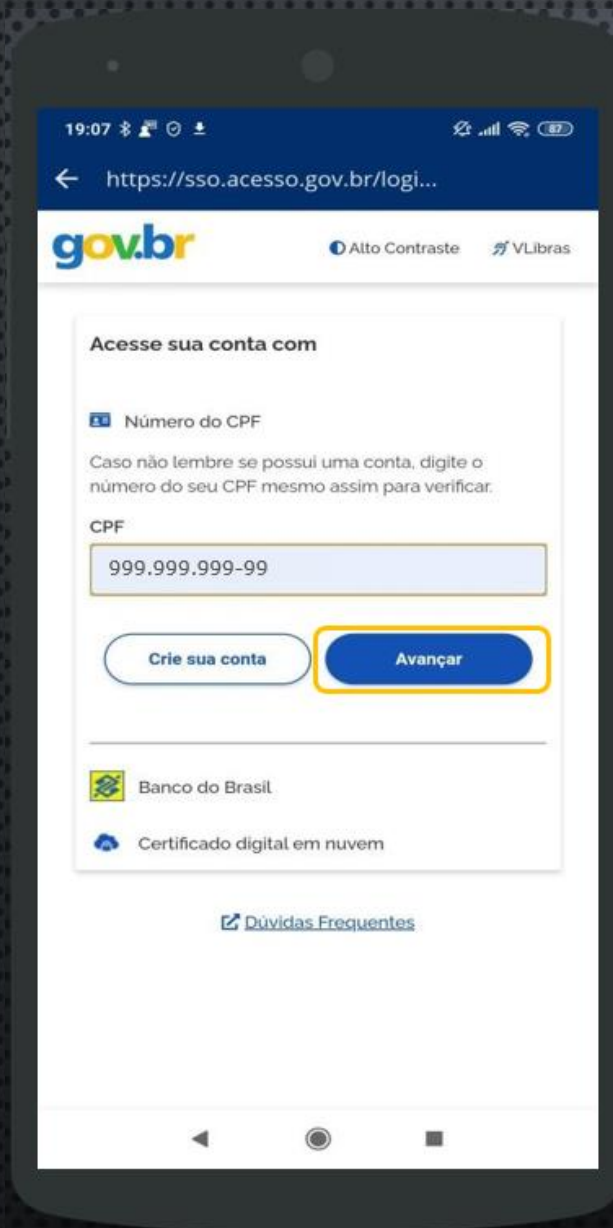 19:07
87
https://sso.acesso.gov.br/logi...
gov.br
Alto Contraste
VLibras
Acesse sua conta com
Número do CPF
Caso não lembre se possui uma conta, digite o
número do seu CPF mesmo assim para verificar.
CPF
999.999.999-99
Crie sua conta
Avançar
Banco do Brasil
Certificado digital em nuvem
Dúvidas Frequentes